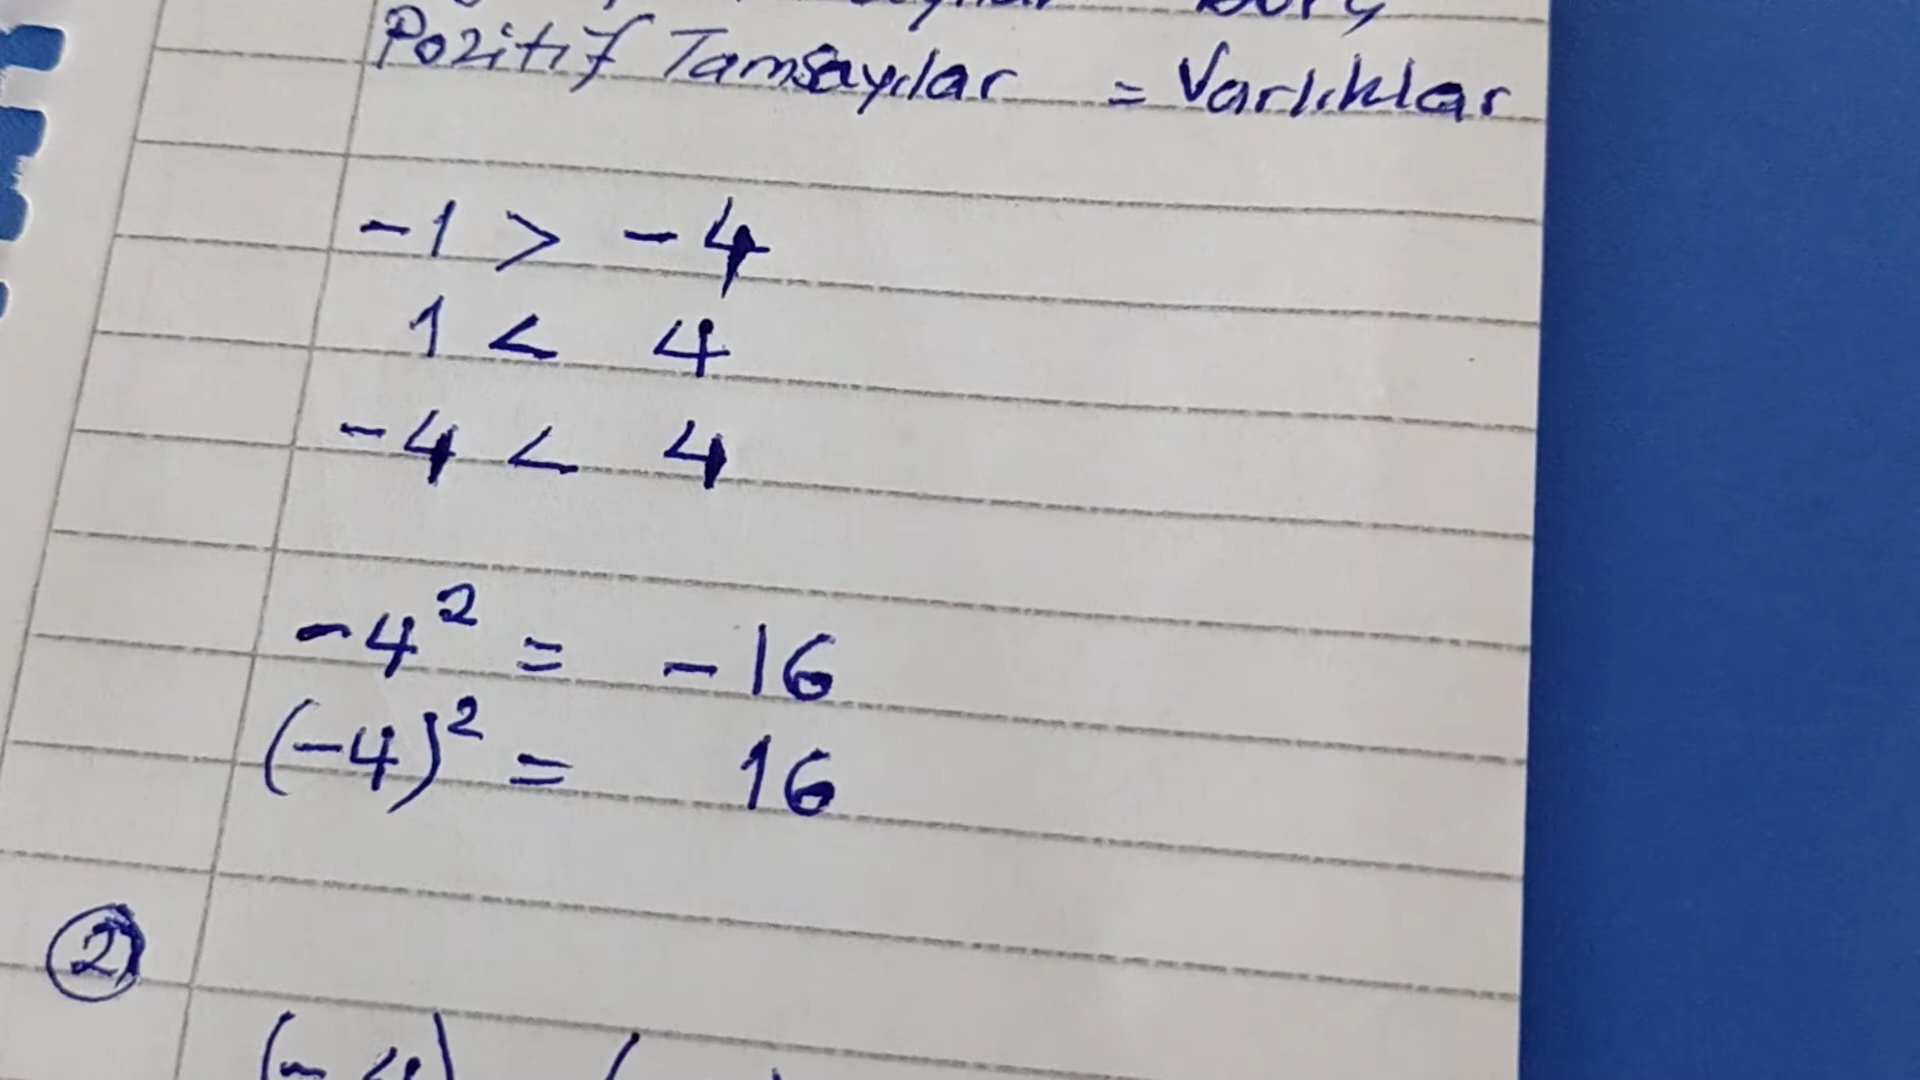 Pozitif Tamsayılar = Varlıklar
-1 > -4
1 < 4
-4 < 4
-4² = -16
(-4)² = 16
2